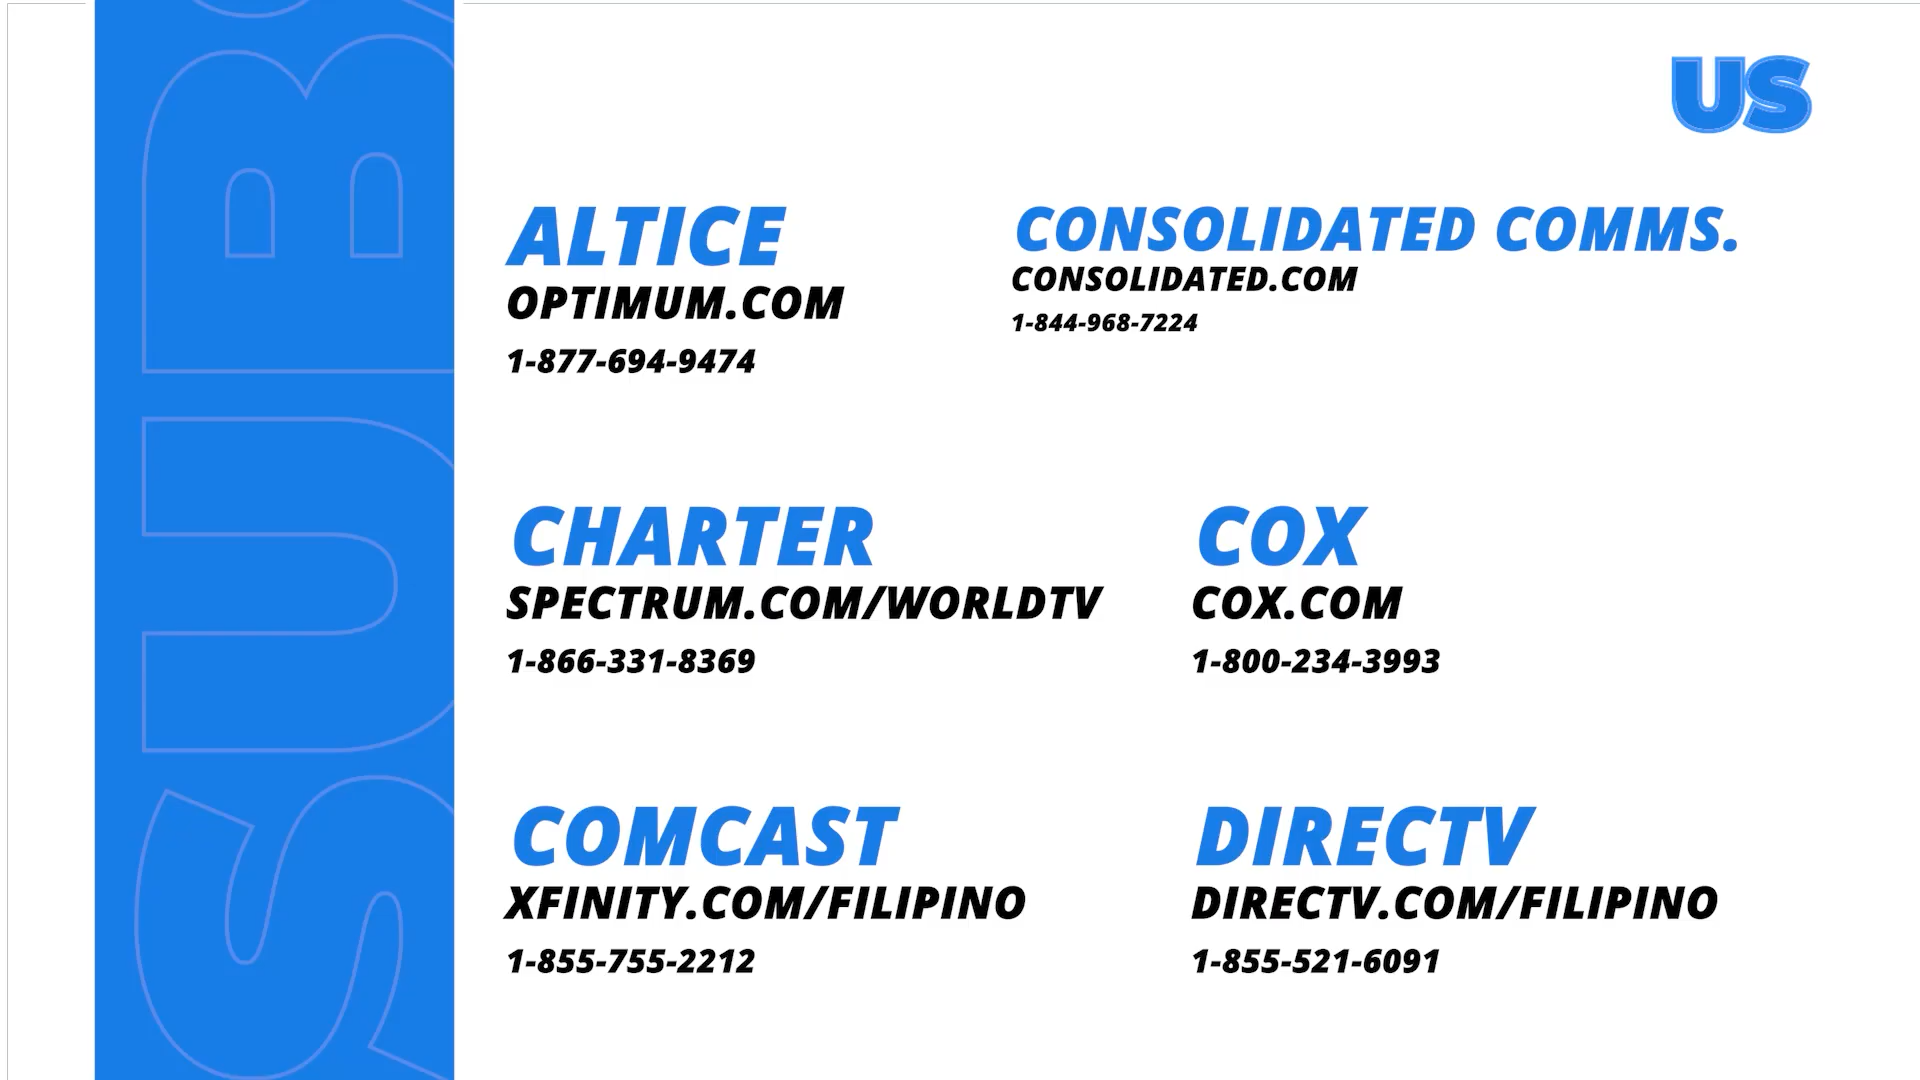 US
ALTICE
OPTIMUM.COM
1-877-694-9474
CONSOLIDATED COMMS.
CONSOLIDATED.COM
1-844-968-7224
CHARTER
SPECTRUM.COM/WORLDTV
1-866-331-8369
COX
COX.COM
1-800-234-3993
COMCAST
XFINITY.COM/FILIPINO
1-855-755-2212
DIRECTV
DIRECTV.COM/FILIPINO
1-855-521-6091
SUB